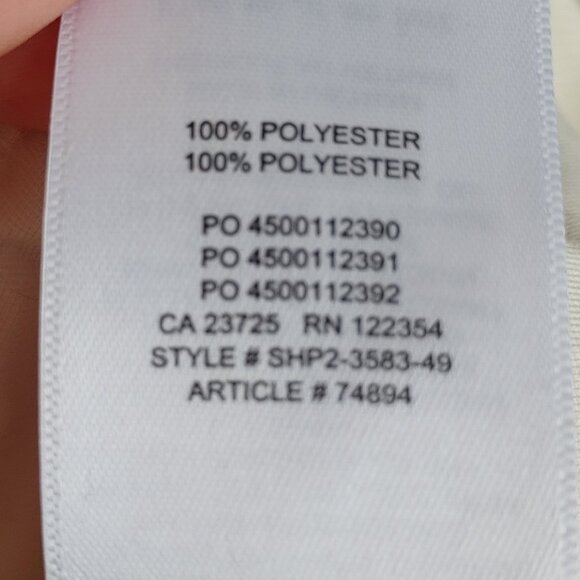 100% POLYESTER
100% POLYESTER
PO 4500112390
PO 4500112391
PO 4500112392
CA 23725 RN 122354
STYLE # SHP2-3583-49
ARTICLE # 74894